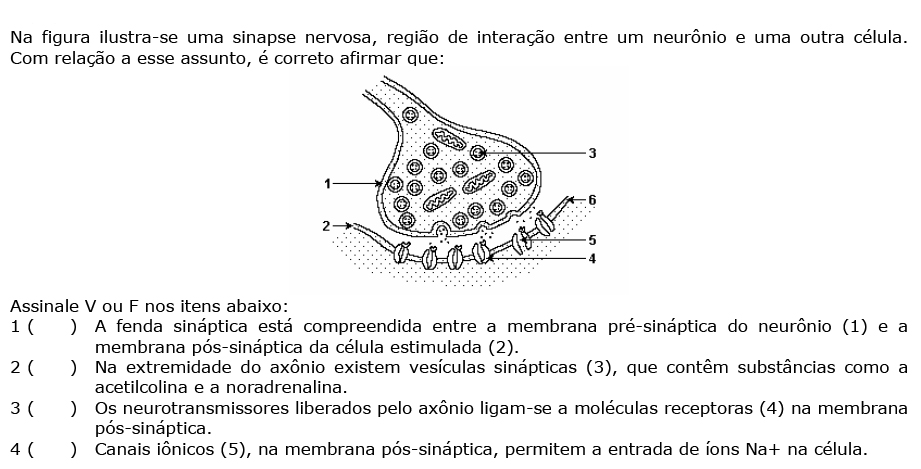 Na figura ilustra-se uma sinapse nervosa, região de interação entre um neurônio e uma outra célula.
Com relação a esse assunto, é correto afirmar que:
3
1
6
2
5
4
Assinale V ou F nos itens abaixo:
1 ( ) A fenda sináptica está compreendida entre a membrana pré-sináptica do neurônio (1) e a
membrana pós-sináptica da célula estimulada (2).
2 ( ) Na extremidade do axônio existem vesículas sinápticas (3), que contêm substâncias como a
acetilcolina e a noradrenalina.
3 ( ) Os neurotransmissores liberados pelo axônio ligam-se a moléculas receptoras (4) na membrana
pós-sináptica.
4 ( ) Canais iônicos (5), na membrana pós-sináptica, permitem a entrada de íons Na+ na célula.